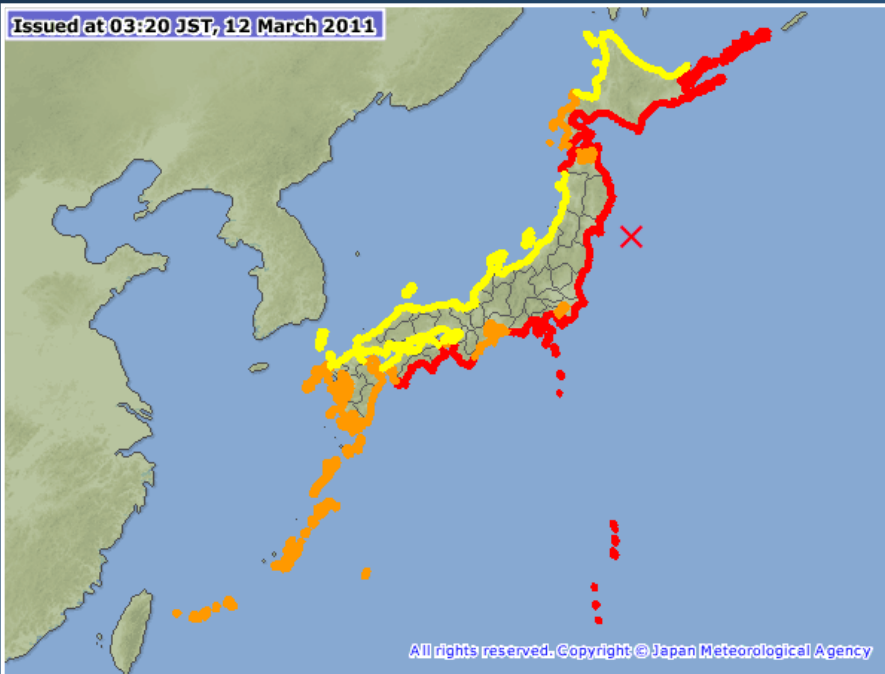 Issued at 03:20 JST, 12 March 2011
All rights reserved. Copyright © Japan Meteorological Agency